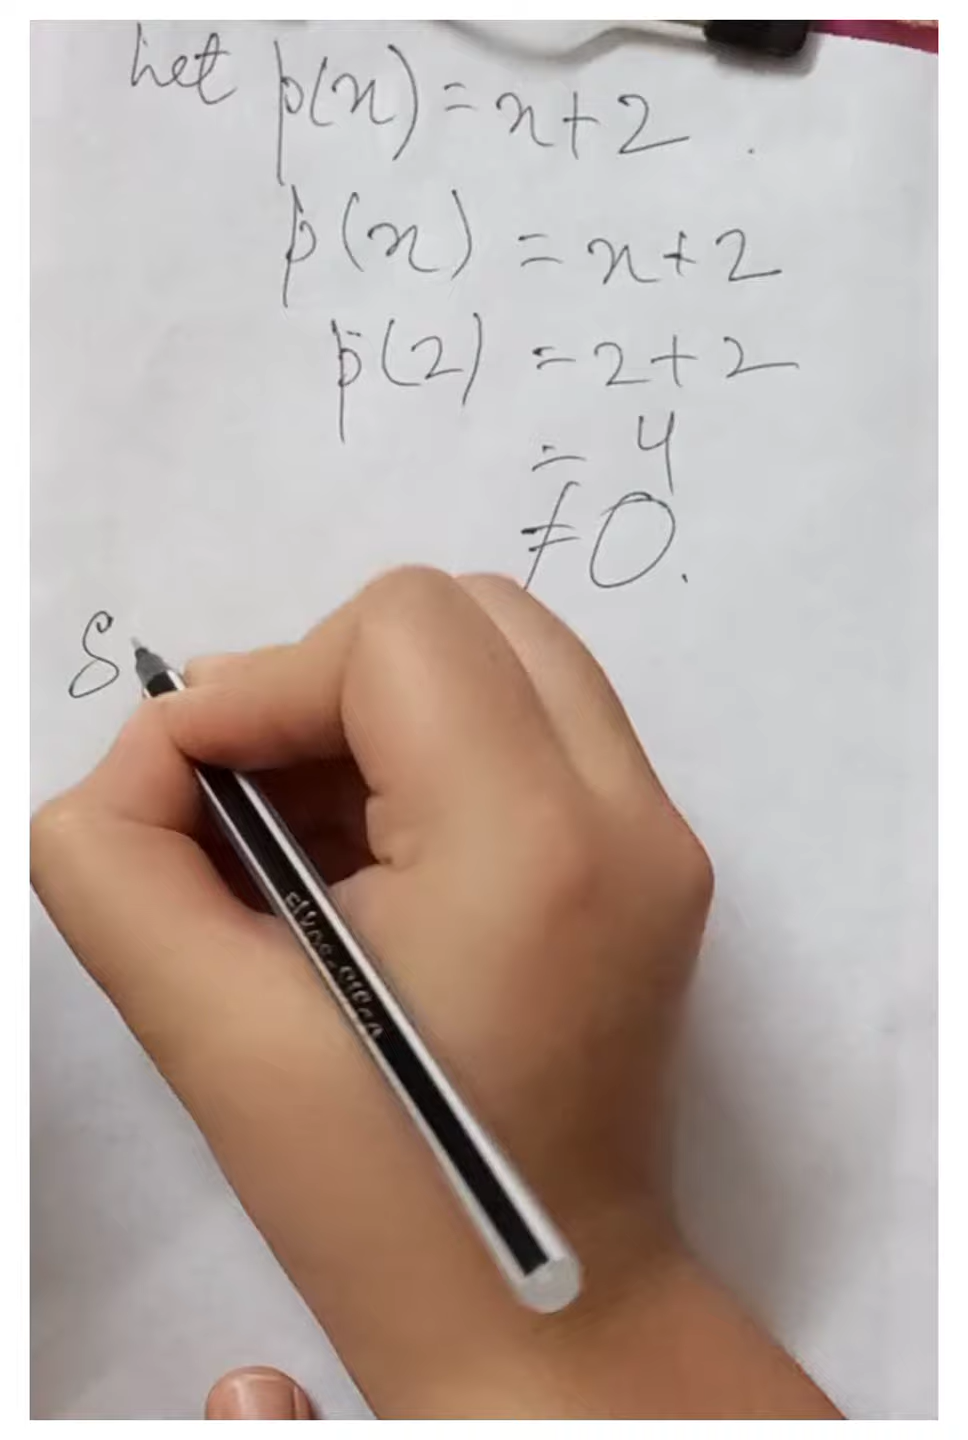 Let p(x) = x + 2.
p(x) = x + 2
p(2) = 2 + 2
= 4
≠ 0.
S